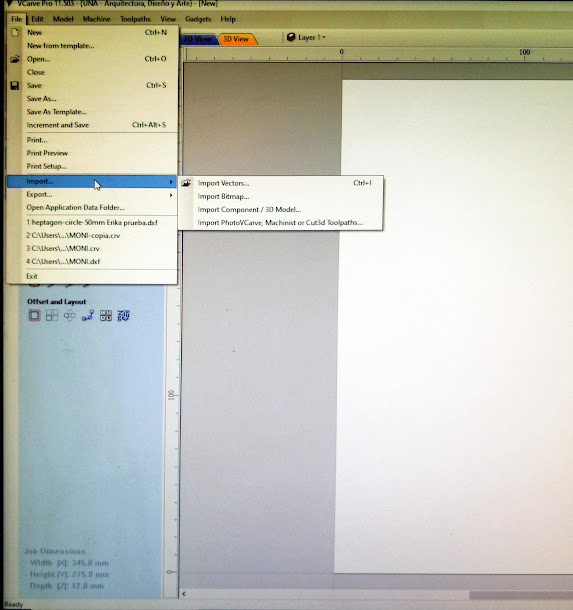 VCarve Pro 11.503 - {UNA - Arquitectura, Diseño y Arte} - [New]
File Edit Model Machine Toolpaths View Gadgets Help
New Ctrl+N
New from template...
Open... Ctrl+O
Close
Save Ctrl+S
Save As...
Save As Template...
Increment and Save Ctrl+Alt+S
Print...
Print Preview
Print Setup...
Import...
Export...
Open Application Data Folder...
1 heptagon-circle-50mm Erika prueba.dxf
2 C:\Users\...\MONI-copia.crv
3 C:\Users\...\MONI.crv
4 C:\Users\...\MONI.dxf
Exit
Import Vectors... Ctrl+I
Import Bitmap...
Import Component / 3D Model...
Import PhotoVCarve, Machinist or Cut3d Toolpaths...
2D View 3D View Layer 1
0 100
100
0
Offset and Layout
Job Dimensions
Width [X]: 345.0 mm
Height [Y]: 275.0 mm
Depth [Z]: 12.0 mm
Ready